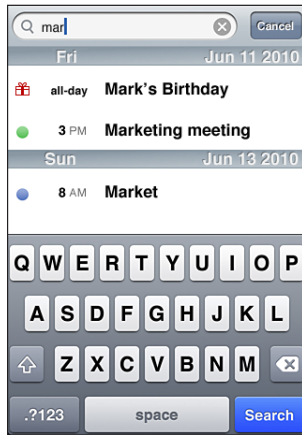 mar Cancel
Fri Jun 11 2010
all-day Mark's Birthday
3 PM Marketing meeting
Sun Jun 13 2010
8 AM Market
Q W E R T Y U I O P
A S D F G H J K L
Z X C V B N M
.?123 space Search